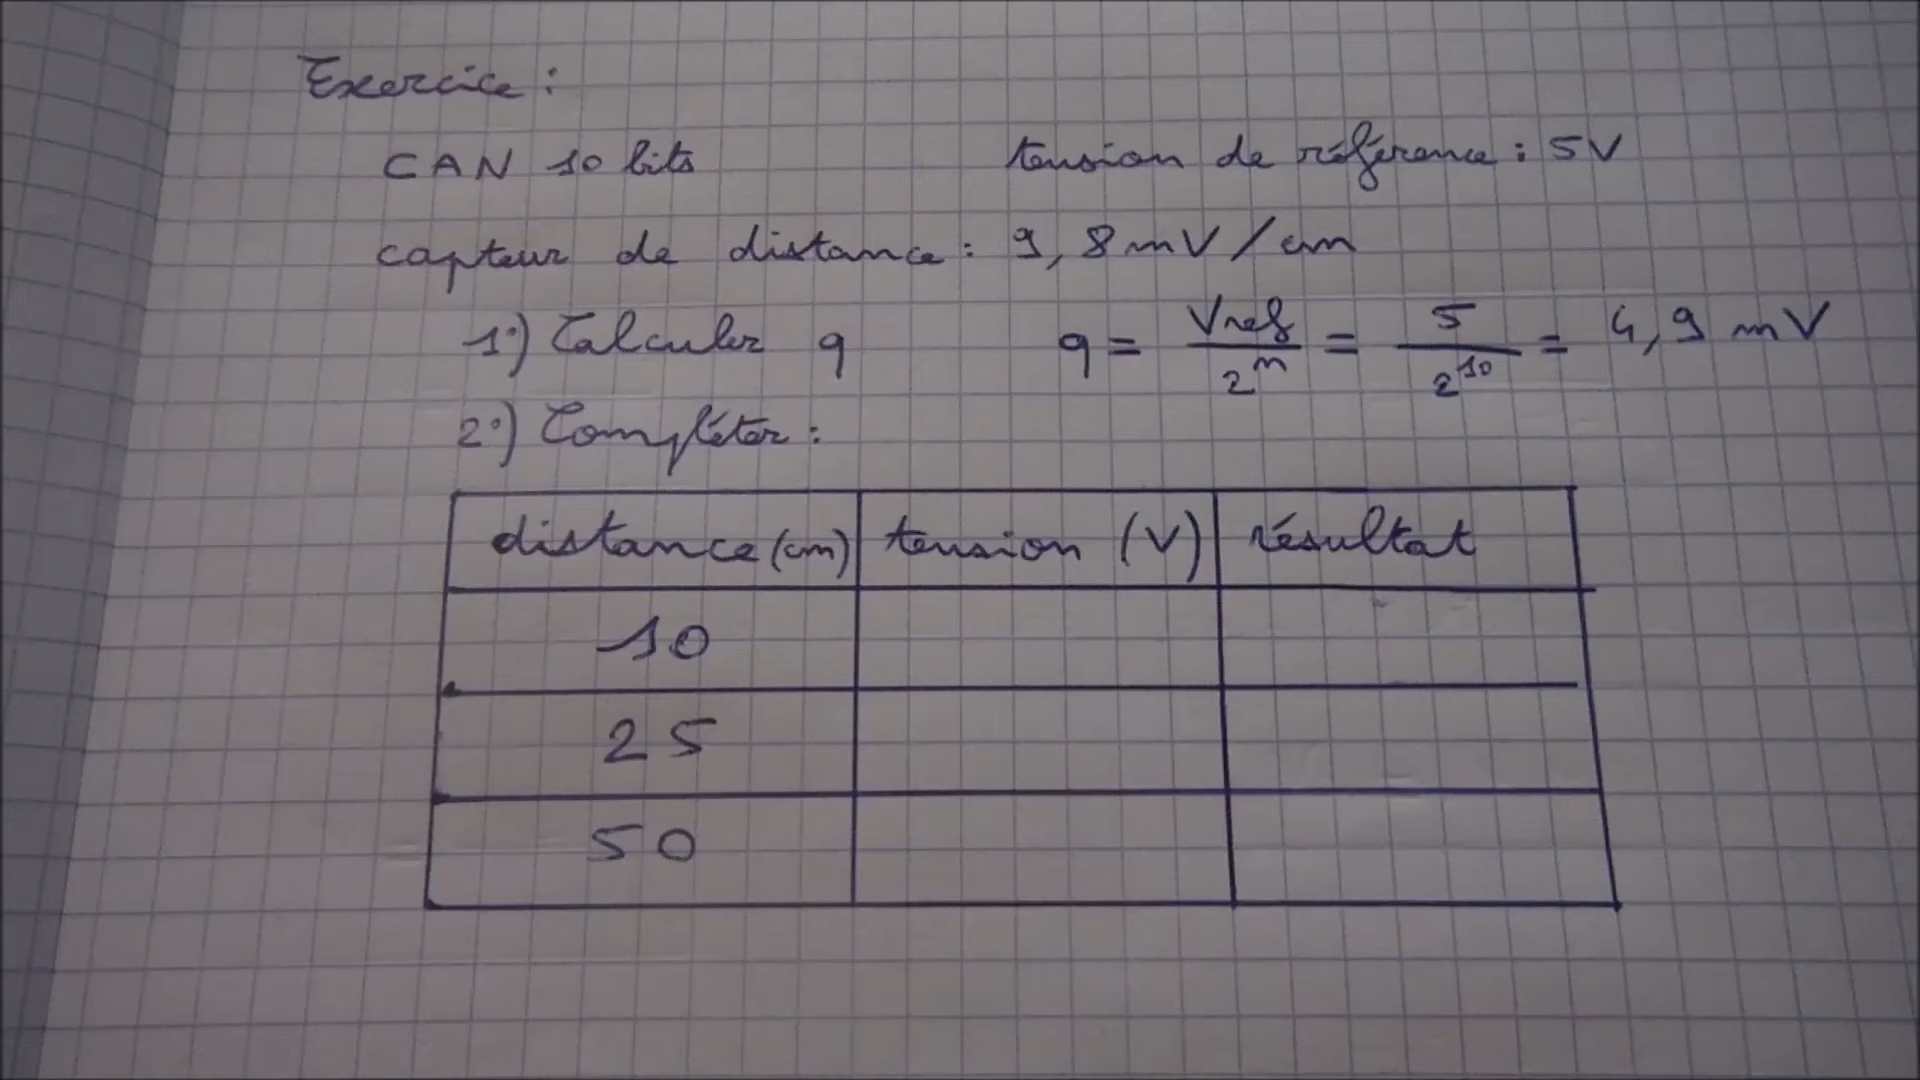 Exercice :
CAN 10 bits tension de référence : 5V
capteur de distance : 9,8 mV/cm
1°) Calculer q q = Vref/2^n = 5/2^10 = 4,9 mV
2°) Compléter :
distance (cm) tension (V) résultat
10
25
50